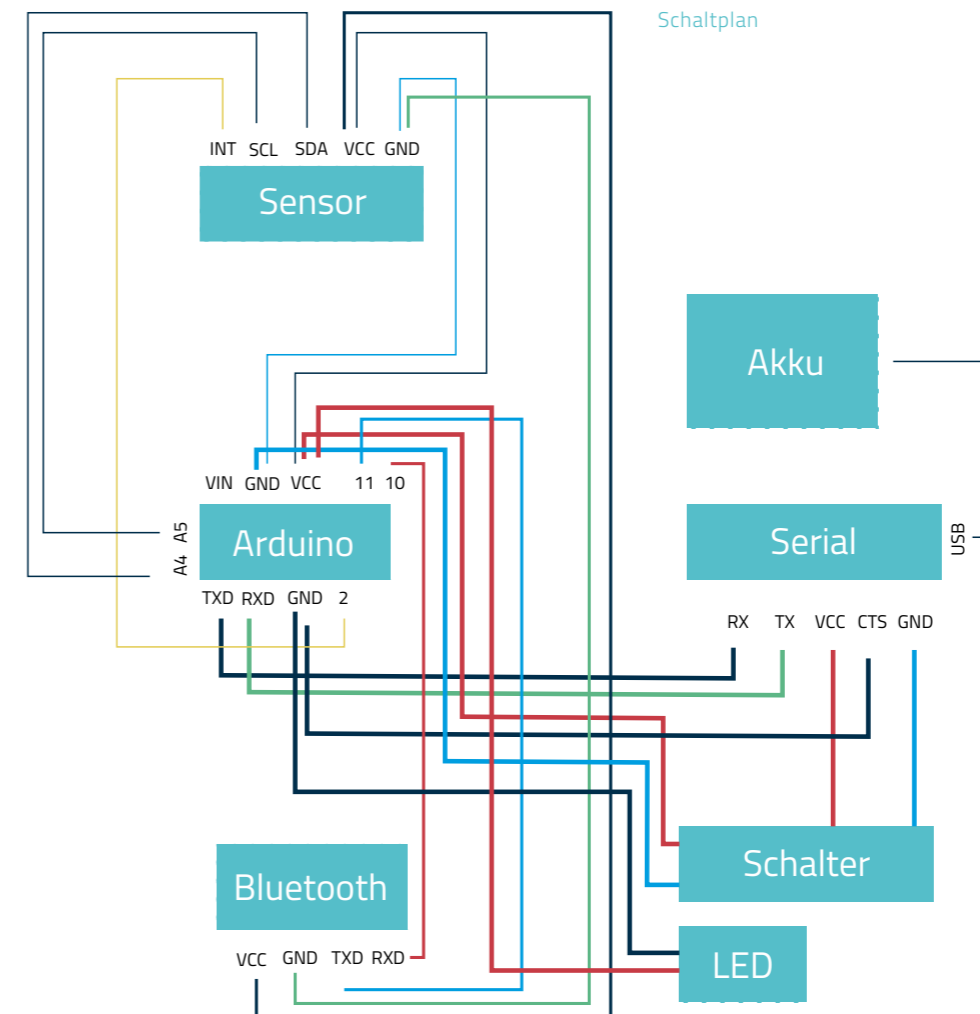 Schaltplan
INT SCL SDA VCC GND
Sensor
Akku
VIN GND VCC 11 10
A5
A4
Arduino
Serial
USB
TXD RXD GND 2
RX TX VCC CTS GND
Schalter
Bluetooth
VCC GND TXD RXD
LED